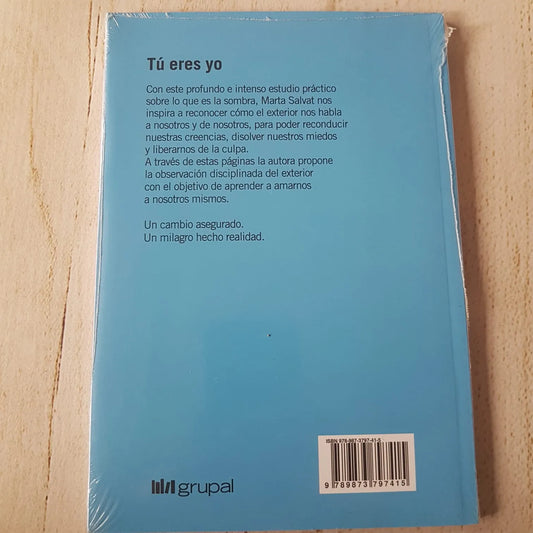 Tú eres yo
Con este profundo e intenso estudio práctico
sobre lo que es la sombra, Marta Salvat nos
inspira a reconocer cómo el exterior nos habla
a nosotros y de nosotros, para poder reconducir
nuestras creencias, disolver nuestros miedos
y liberarnos de la culpa.
A través de estas páginas la autora propone
la observación disciplinada del exterior
con el objetivo de aprender a amarnos
a nosotros mismos.
Un cambio asegurado.
Un milagro hecho realidad.
ISBN 978-987-3797-41-5
9 789873 797415
grupal